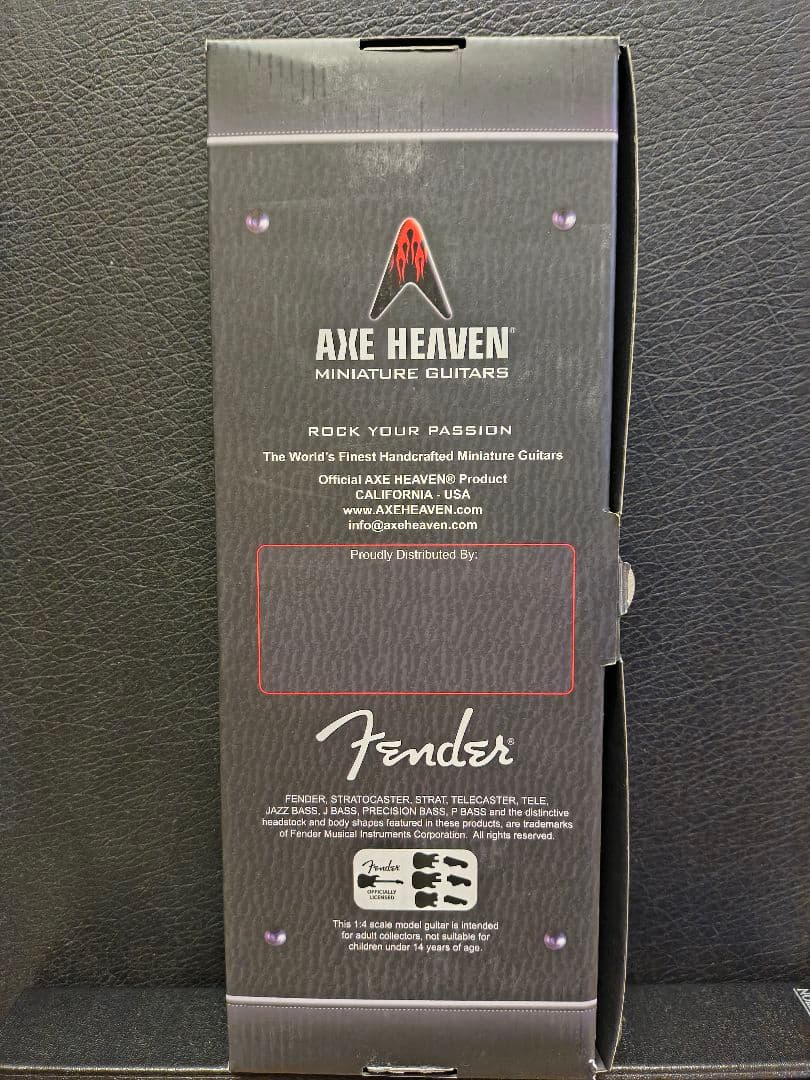 AXE HEAVEN®
MINIATURE GUITARS
ROCK YOUR PASSION
The World's Finest Handcrafted Miniature Guitars
Official AXE HEAVEN® Product
CALIFORNIA - USA
www.AXEHEAVEN.com
info@axeheaven.com
Proudly Distributed By:
Fender®
FENDER, STRATOCASTER, STRAT, TELECASTER, TELE,
JAZZ BASS, J BASS, PRECISION BASS, P BASS and the distinctive
headstock and body shapes featured in these products, are trademarks
of Fender Musical Instruments Corporation. All rights reserved.
Fender
OFFICIALLY
LICENSED
This 1:4 scale model guitar is intended
for adult collectors, not suitable for
children under 14 years of age.